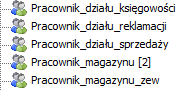 Pracownik_działu_księgowości
Pracownik_działu_reklamacji
Pracownik_działu_sprzedaży
Pracownik_magazynu [2]
Pracownik_magazynu_zew